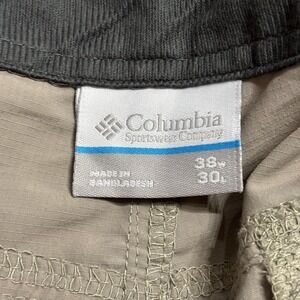 Columbia
Sportswear Company
38W
MADE IN
BANGLADESH
30L